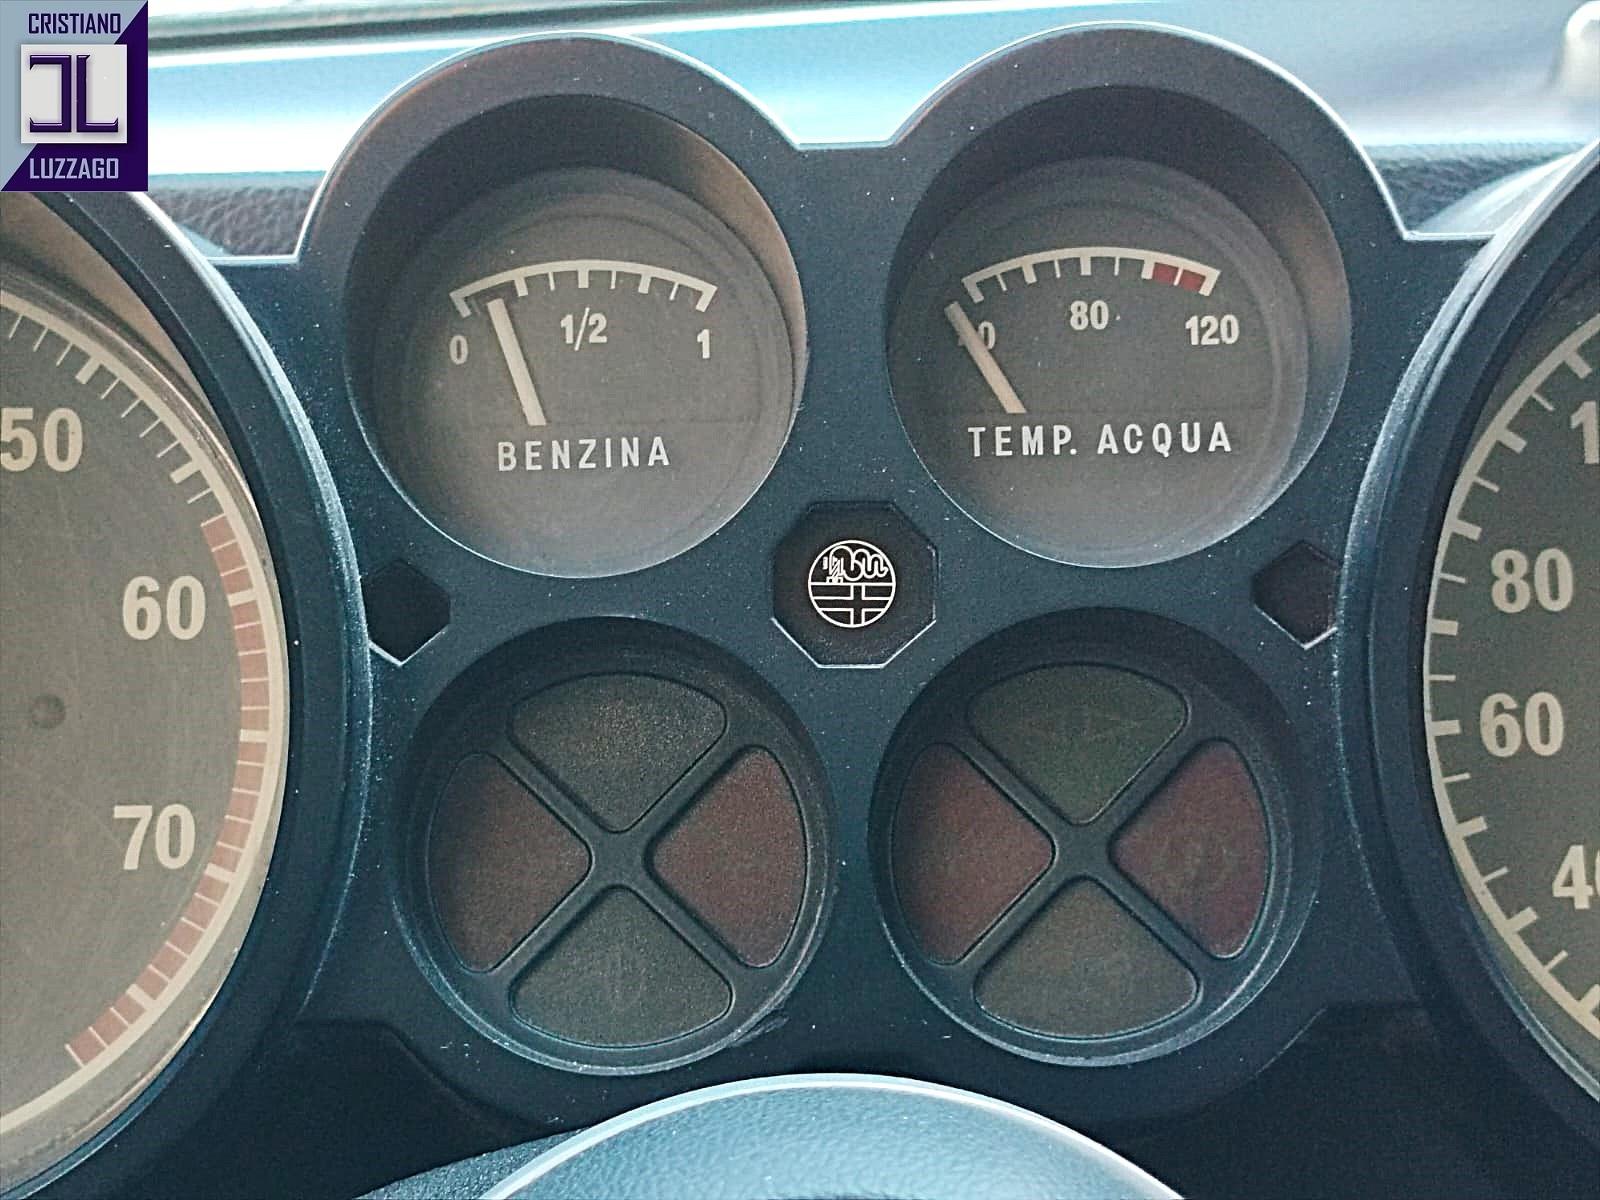 CRISTIANO
LUZZAGO
0 1/2 1
BENZINA
80 120
TEMP. ACQUA
50
60
70
80
60